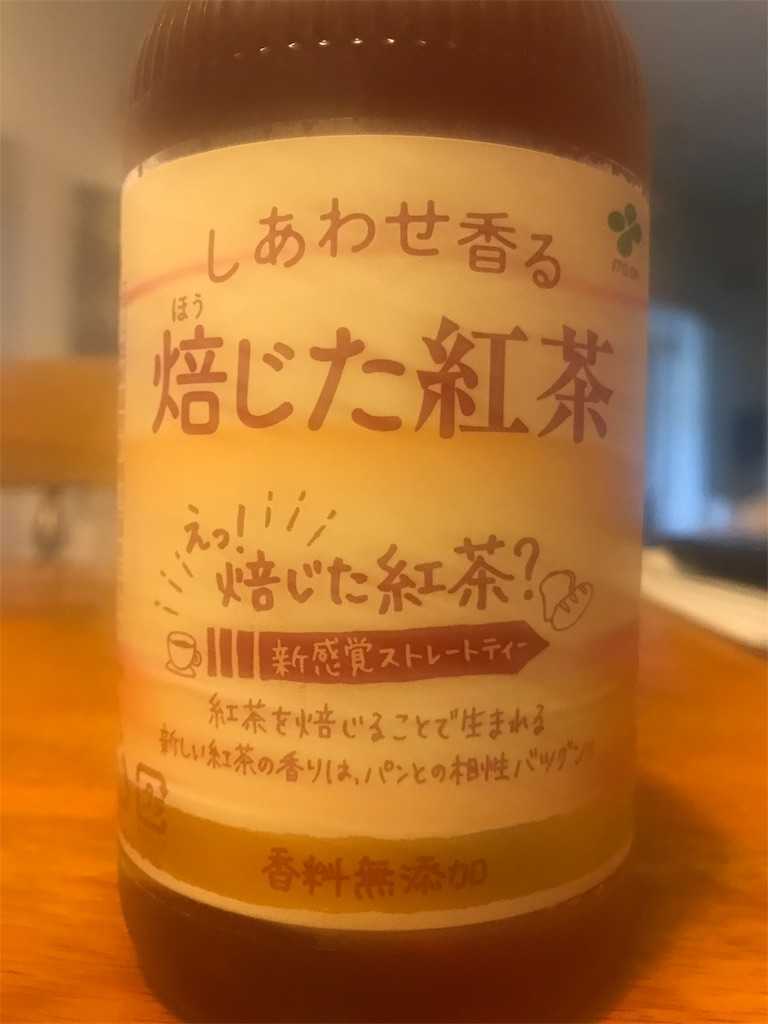 しあわせ香る
ITO EN
ほう
焙じた紅茶
えっ!
焙じた紅茶?
新感覚ストレートティー
紅茶を焙じることで生まれる
新しい紅茶の香りは、パンとの相性バツグン
香料無添加